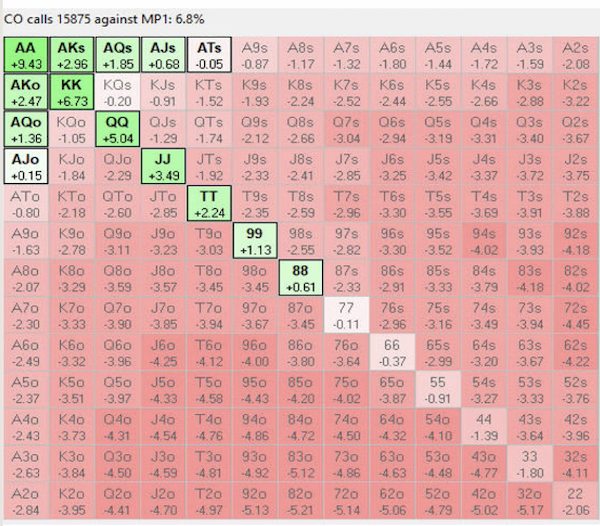 CO calls 15875 against MP1: 6.8%
AA AKs AQs AJs ATs A9s A8s A7s A6s A5s A4s A3s A2s
+9.43 +2.96 +1.85 +0.68 -0.05 -0.87 -1.17 -1.32 -1.80 -1.44 -1.72 -1.59 -2.08
AKo KK KQs KJs KTs K9s K8s K7s K6s K5s K4s K3s K2s
+2.47 +6.73 -0.20 -0.91 -1.52 -1.93 -2.24 -2.52 -2.44 -2.55 -2.66 -2.88 -3.22
AQo KQo QQ QJs QTs Q9s Q8s Q7s Q6s Q5s Q4s Q3s Q2s
+1.36 -1.05 +5.04 -1.29 -1.74 -2.12 -2.66 -3.04 -2.94 -3.19 -3.31 -3.40 -3.67
AJo KJo QJo JJ JTs J9s J8s J7s J6s J5s J4s J3s J2s
+0.15 -1.84 -2.29 +3.49 -1.92 -2.33 -2.41 -2.85 -3.25 -3.42 -3.37 -3.72 -3.75
ATo KTo QTo JTo TT T9s T8s T7s T6s T5s T4s T3s T2s
-0.80 -2.18 -2.60 -2.85 +2.24 -2.35 -2.59 -2.96 -3.30 -3.55 -3.69 -3.91 -3.88
A9o K9o Q9o J9o T9o 99 98s 97s 96s 95s 94s 93s 92s
-1.63 -2.78 -3.11 -3.23 -3.03 +1.13 -2.55 -2.82 -3.30 -3.52 -4.02 -3.93 -4.18
A8o K8o Q8o J8o T8o 98o 88 87s 86s 85s 84s 83s 82s
-2.07 -3.29 -3.59 -3.57 -3.45 -3.45 +0.61 -2.33 -2.91 -3.33 -3.79 -4.18 -4.02
A7o K7o Q7o J7o T7o 97o 87o 77 76s 75s 74s 73s 72s
-2.30 -3.33 -3.90 -3.85 -3.94 -3.67 -3.45 -0.11 -2.96 -3.16 -3.49 -3.94 -4.45
A6o K6o Q6o J6o T6o 96o 86o 76o 66 65s 64s 63s 62s
-2.49 -3.32 -3.96 -4.25 -4.12 -4.00 -3.80 -3.64 -0.37 -2.99 -3.20 -3.67 -4.22
A5o K5o Q5o J5o T5o 95o 85o 75o 65o 55 54s 53s 52s
-2.37 -3.51 -3.97 -4.33 -4.58 -4.43 -4.20 -4.02 -3.87 -0.91 -3.27 -3.33 -3.76
A4o K4o Q4o J4o T4o 94o 84o 74o 64o 54o 44 43s 42s
-2.43 -3.73 -4.31 -4.54 -4.76 -4.86 -4.72 -4.50 -4.32 -4.10 -1.39 -3.64 -3.96
A3o K3o Q3o J3o T3o 93o 83o 73o 63o 53o 43o 33 32s
-2.63 -3.84 -4.50 -4.59 -4.81 -4.92 -5.12 -4.86 -4.63 -4.48 -4.77 -1.80 -4.11
A2o K2o Q2o J2o T2o 92o 82o 72o 62o 52o 42o 32o 22
-2.84 -3.95 -4.41 -4.70 -4.97 -5.13 -5.21 -5.14 -5.06 -4.79 -5.02 -5.17 -2.06